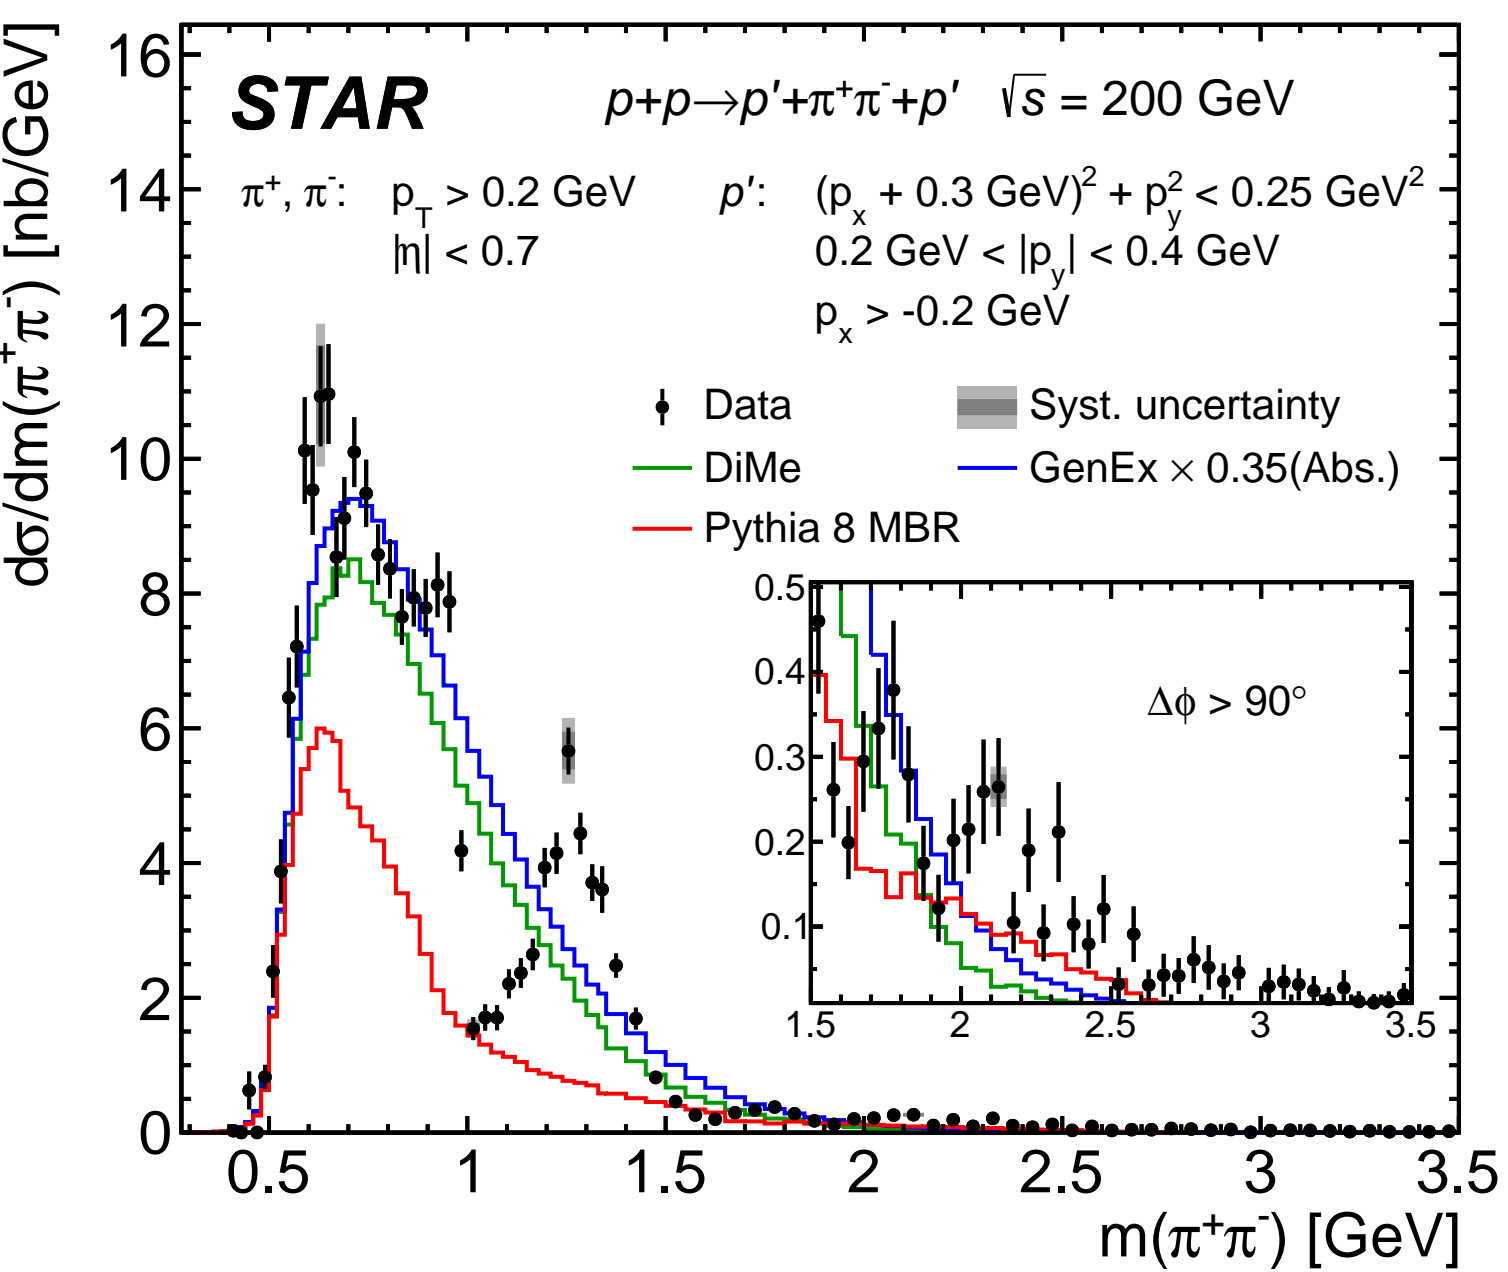 STAR
p+p→p′+π⁺π⁻+p′ √s = 200 GeV
π⁺, π⁻: p_T > 0.2 GeV
|η| < 0.7
p′: (p_x + 0.3 GeV)² + p_y² < 0.25 GeV²
0.2 GeV < |p_y| < 0.4 GeV
p_x > -0.2 GeV
Data
Syst. uncertainty
DiMe
GenEx × 0.35(Abs.)
Pythia 8 MBR
dσ/dm(π⁺π⁻) [nb/GeV]
16
14
12
10
8
6
4
2
0
0.5 1 1.5 2 2.5 3 3.5
m(π⁺π⁻) [GeV]
Δϕ > 90°
0.5
0.4
0.3
0.2
0.1
1.5 2 2.5 3 3.5